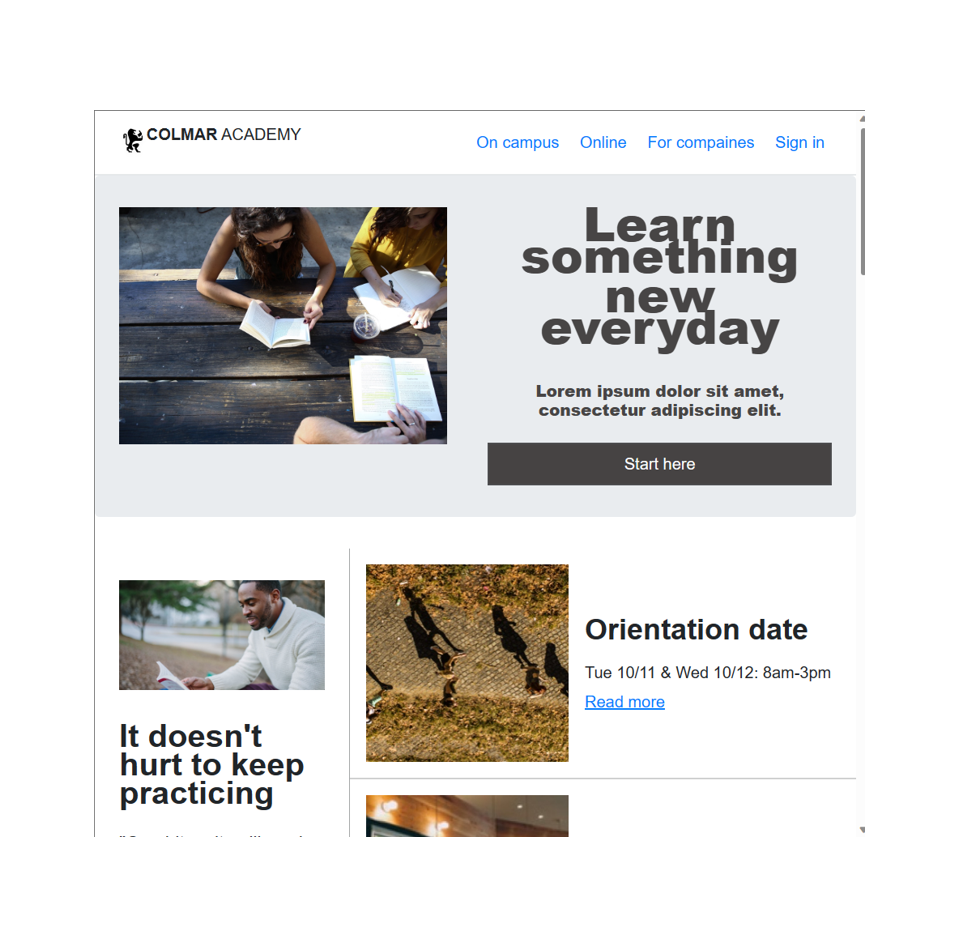 COLMAR ACADEMY
On campus Online For compaines Sign in
Learn
something
new
everyday
Lorem ipsum dolor sit amet,
consectetur adipiscing elit.
Start here
Orientation date
Tue 10/11 & Wed 10/12: 8am-3pm
Read more
It doesn't
hurt to keep
practicing